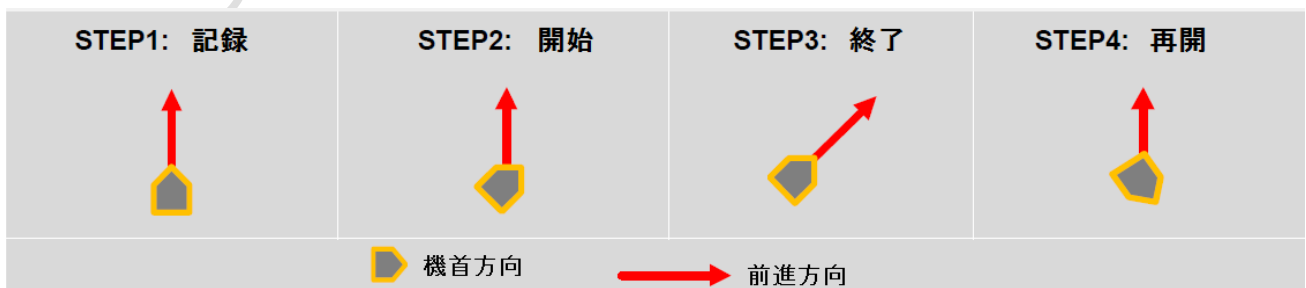 STEP1: 記録
STEP2: 開始
STEP3: 終了
STEP4: 再開
機首方向
前進方向